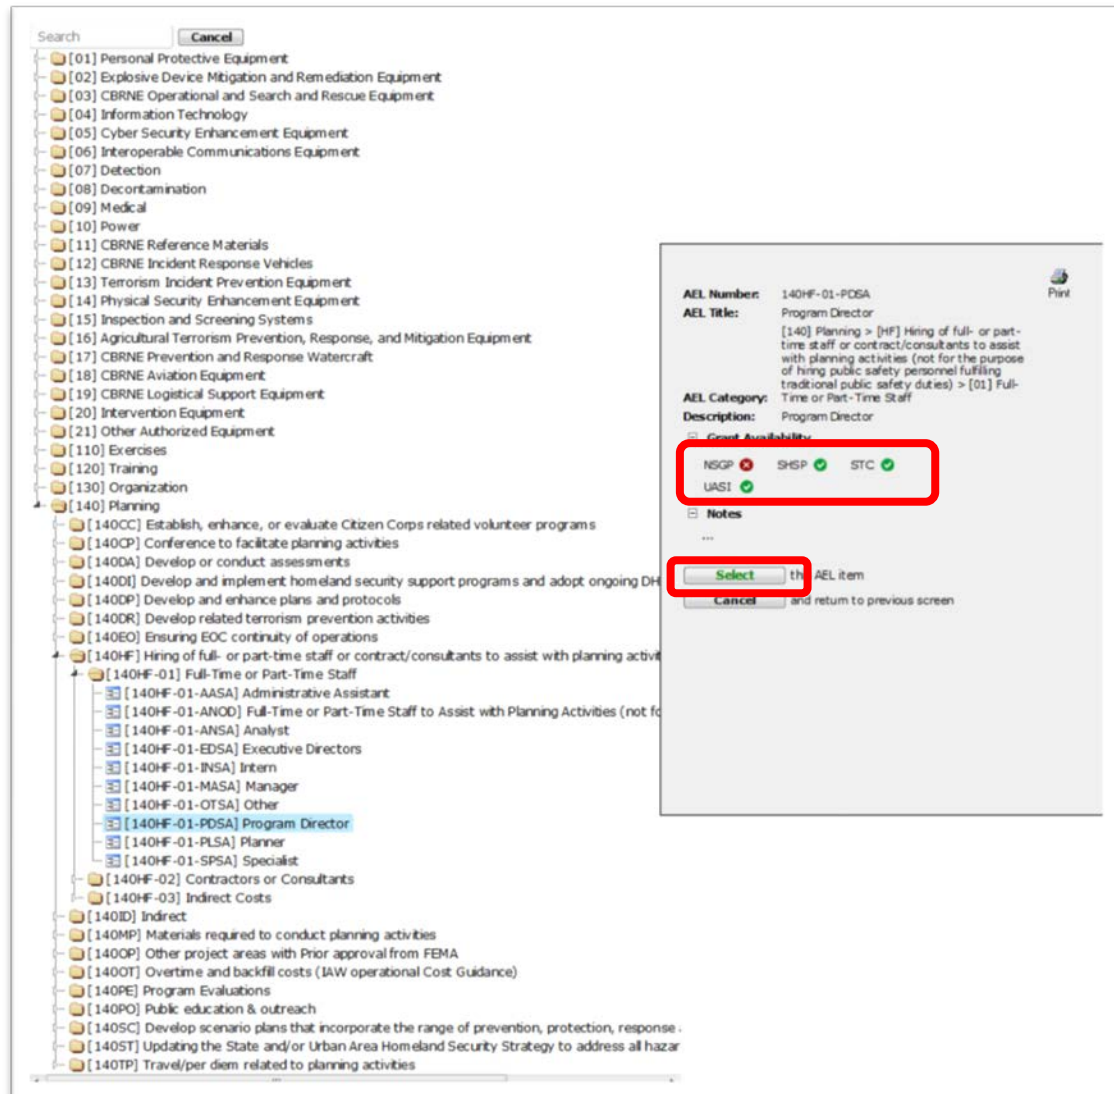 Search Cancel
[01] Personal Protective Equipment
[02] Explosive Device Mitigation and Remediation Equipment
[03] CBRNE Operational and Search and Rescue Equipment
[04] Information Technology
[05] Cyber Security Enhancement Equipment
[06] Interoperable Communications Equipment
[07] Detection
[08] Decontamination
[09] Medical
[10] Power
[11] CBRNE Reference Materials
[12] CBRNE Incident Response Vehicles
[13] Terrorism Incident Prevention Equipment
[14] Physical Security Enhancement Equipment
[15] Inspection and Screening Systems
[16] Agricultural Terrorism Prevention, Response, and Mitigation Equipment
[17] CBRNE Prevention and Response Watercraft
[18] CBRNE Aviation Equipment
[19] CBRNE Logistical Support Equipment
[20] Intervention Equipment
[21] Other Authorized Equipment
[110] Exercises
[120] Training
[130] Organization
[140] Planning
[140CC] Establish, enhance, or evaluate Citizen Corps related volunteer programs
[140CP] Conference to facilitate planning activities
[140DA] Develop or conduct assessments
[140DI] Develop and implement homeland security support programs and adopt ongoing DH
[140DP] Develop and enhance plans and protocols
[140DR] Develop related terrorism prevention activities
[140EO] Ensuring EOC continuity of operations
[140HF] Hiring of full- or part-time staff or contract/consultants to assist with planning activit
[140HF-01] Full-Time or Part-Time Staff
[140HF-01-AASA] Administrative Assistant
[140HF-01-ANOD] Full-Time or Part-Time Staff to Assist with Planning Activities (not fo
[140HF-01-ANSA] Analyst
[140HF-01-EDSA] Executive Directors
[140HF-01-INSA] Intern
[140HF-01-MASA] Manager
[140HF-01-OTSA] Other
[140HF-01-PDSA] Program Director
[140HF-01-PLSA] Planner
[140HF-01-SPSA] Specialist
[140HF-02] Contractors or Consultants
[140HF-03] Indirect Costs
[140ID] Indirect
[140MP] Materials required to conduct planning activities
[140OP] Other project areas with Prior approval from FEMA
[140OT] Overtime and backfill costs (IAW operational Cost Guidance)
[140PE] Program Evaluations
[140PO] Public education & outreach
[140SC] Develop scenario plans that incorporate the range of prevention, protection, response
[140ST] Updating the State and/or Urban Area Homeland Security Strategy to address all hazar
[140TP] Travel/per diem related to planning activities
Print
AEL Number: 140HF-01-PDSA
AEL Title: Program Director
[140] Planning > [HF] Hiring of full- or part-
time staff or contract/consultants to assist
with planning activities (not for the purpose
of hiring public safety personnel fulfilling
traditional public safety duties) > [01] Full-
AEL Category: Time or Part-Time Staff
Description: Program Director
Grant Availability
NSGP SHSP STC
UASI
Notes
...
Select the AEL item
Cancel and return to previous screen